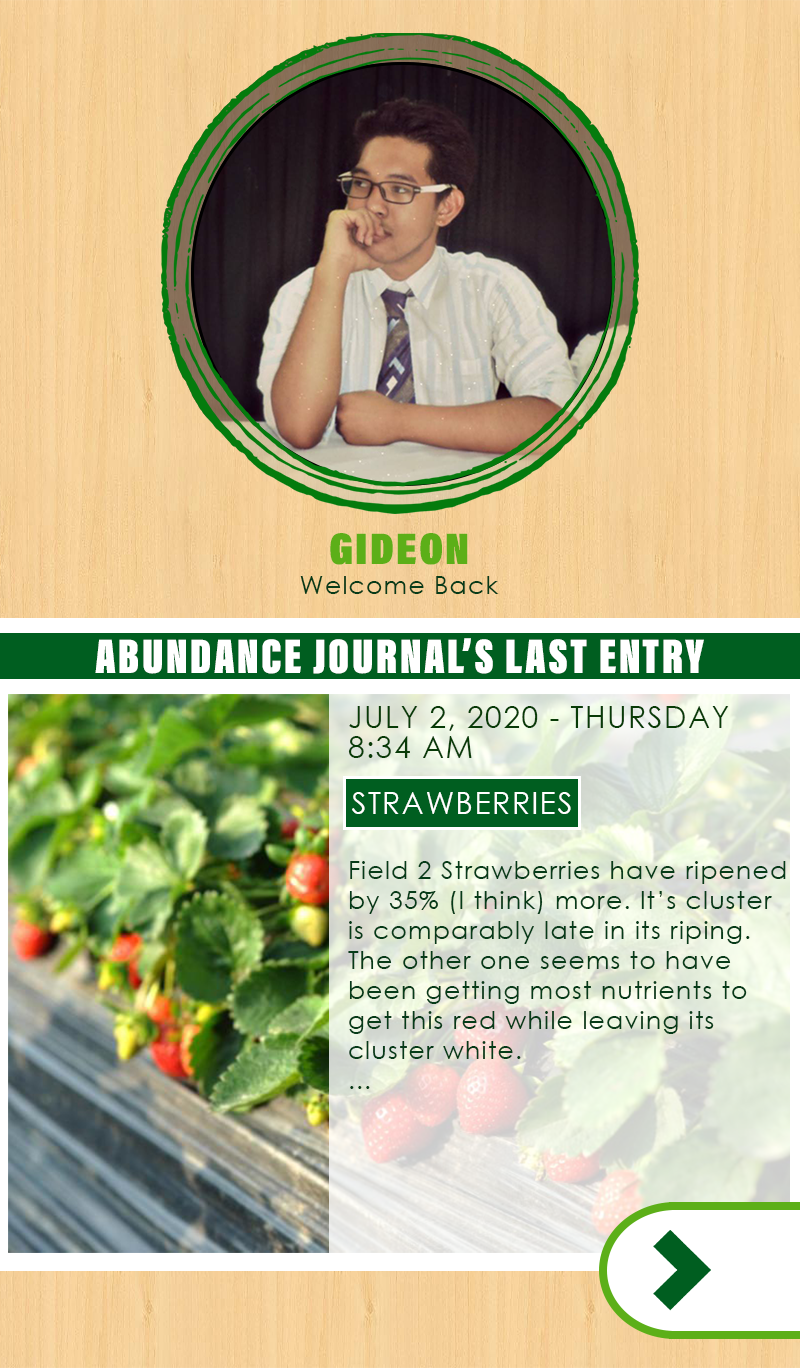 GIDEON
Welcome Back
ABUNDANCE JOURNAL'S LAST ENTRY
JULY 2, 2020 - THURSDAY
8:34 AM
STRAWBERRIES
Field 2 Strawberries have ripened
by 35% (I think) more. It's cluster
is comparably late in its riping.
The other one seems to have
been getting most nutrients to
get this red while leaving its
cluster white.
...